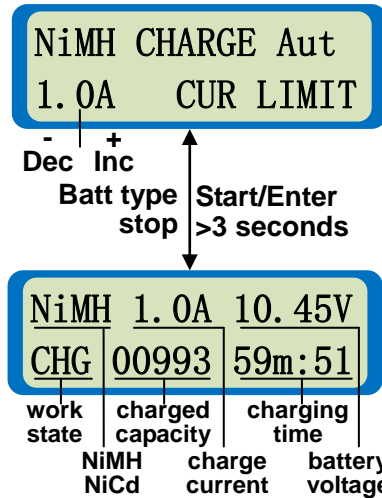 NiMH CHARGE Aut
1.0A CUR LIMIT
- +
Dec Inc
Batt type Start/Enter
stop >3 seconds
NiMH 1.0A 10.45V
CHG 00993 59m:51
work charged charging
state capacity time
NiMH charge battery
NiCd current voltage